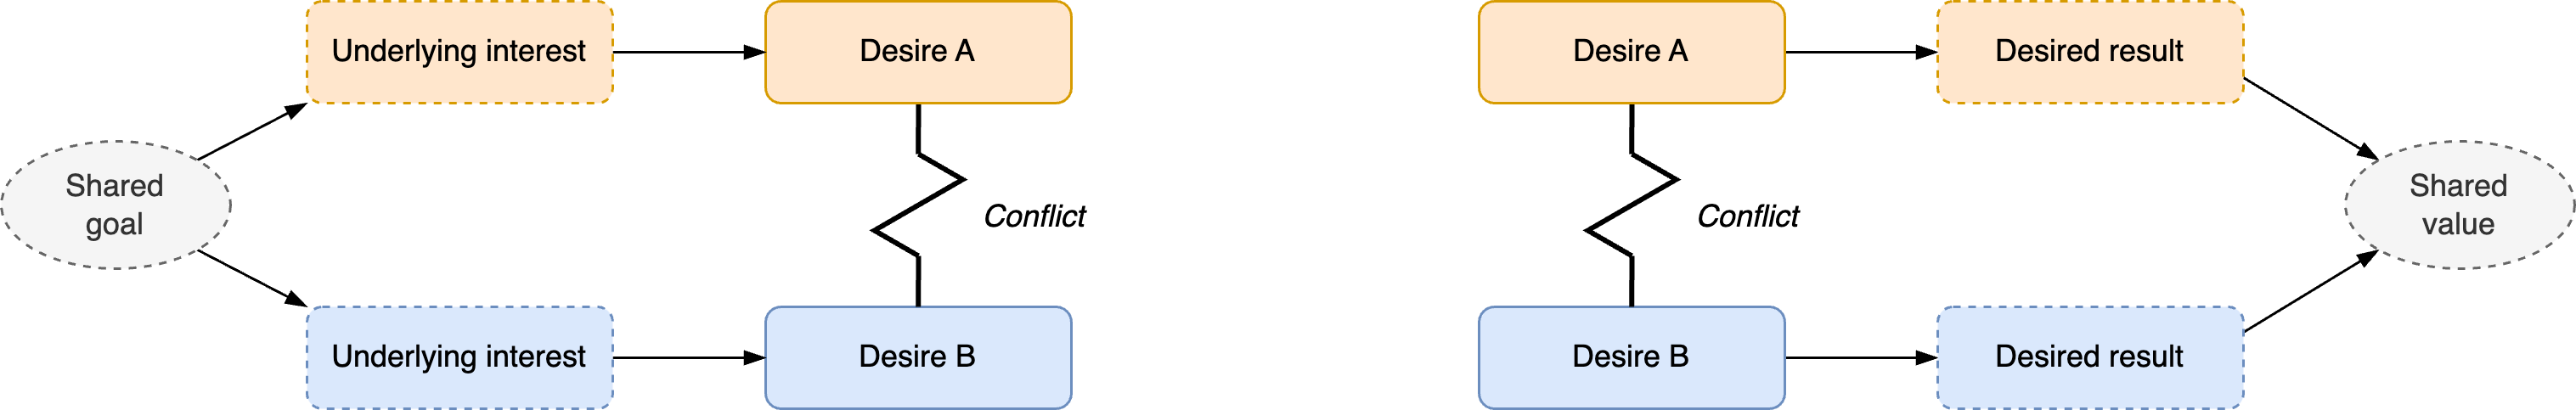 Underlying interest
Desire A
Shared
goal
Conflict
Underlying interest
Desire B
Desire A
Desired result
Conflict
Shared
value
Desire B
Desired result